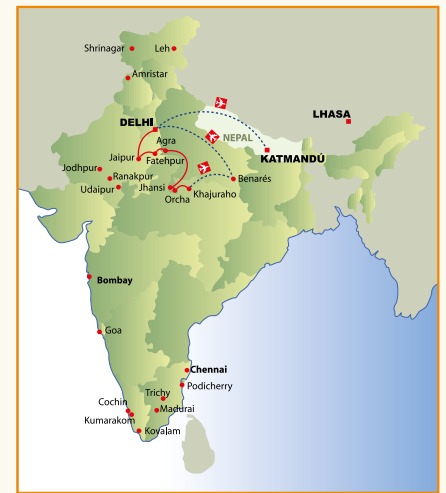 Shrinagar
Leh
Amristar
LHASA
DELHI
NEPAL
Agra
KATMANDÚ
Jaipur
Fatehpur
Jodhpur
Ranakpur
Benarés
Udaipur
Jhansi
Khajuraho
Orcha
Bombay
Goa
Chennai
Podicherry
Trichy
Cochin
Madurai
Kumarakom
Kovalam